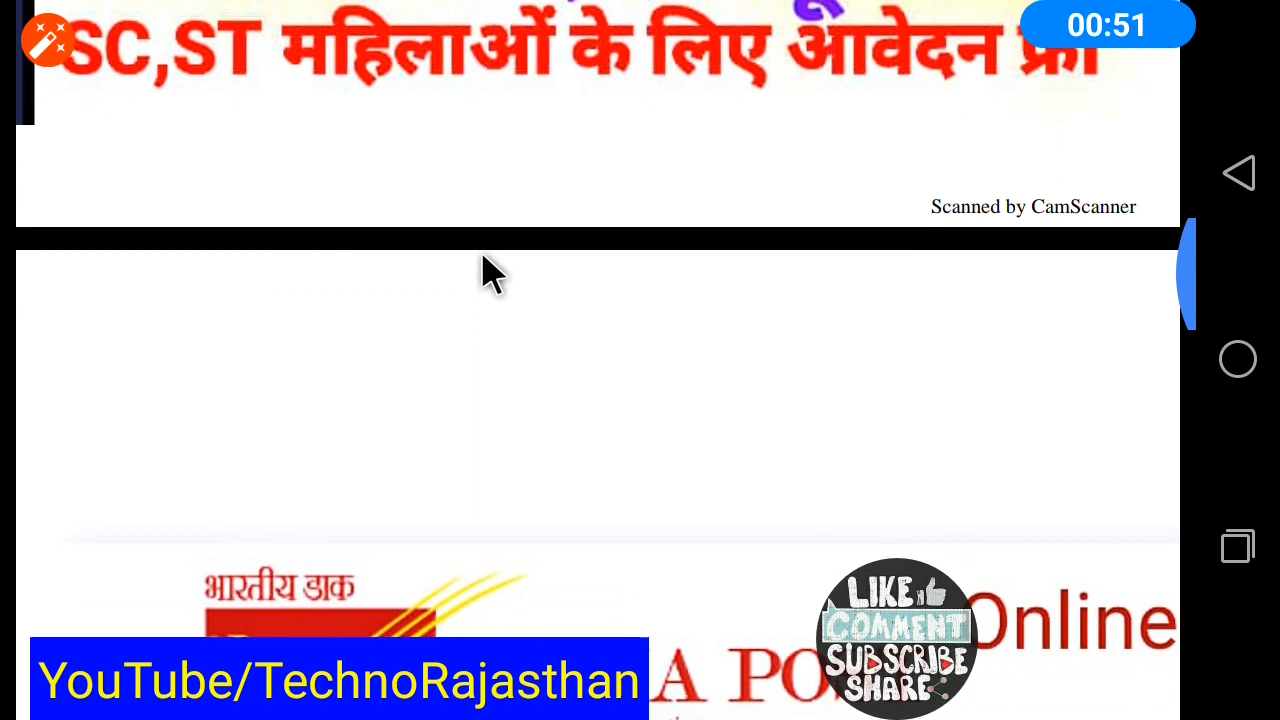 00:51
SC,ST महिलाओं के लिए आवेदन फ्री
Scanned by CamScanner
भारतीय डाक
Online
LIKE
COMMENT
SUBSCRIBE
SHARE
YouTube/TechnoRajasthan